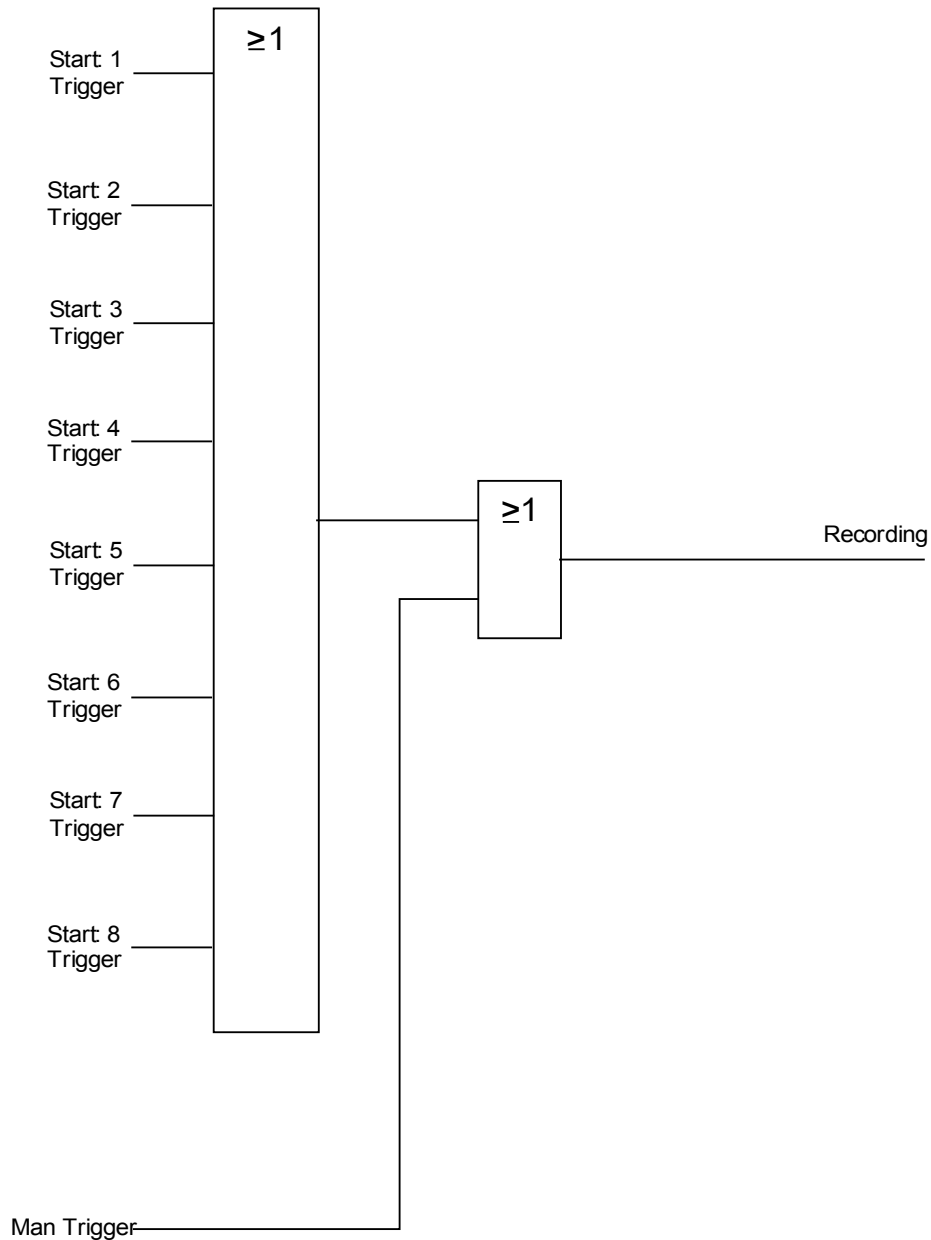 ≥1
Start: 1
Trigger
Start: 2
Trigger
Start: 3
Trigger
Start: 4
Trigger
Start: 5
Trigger
≥1
Recording
Start: 6
Trigger
Start: 7
Trigger
Start: 8
Trigger
Man Trigger